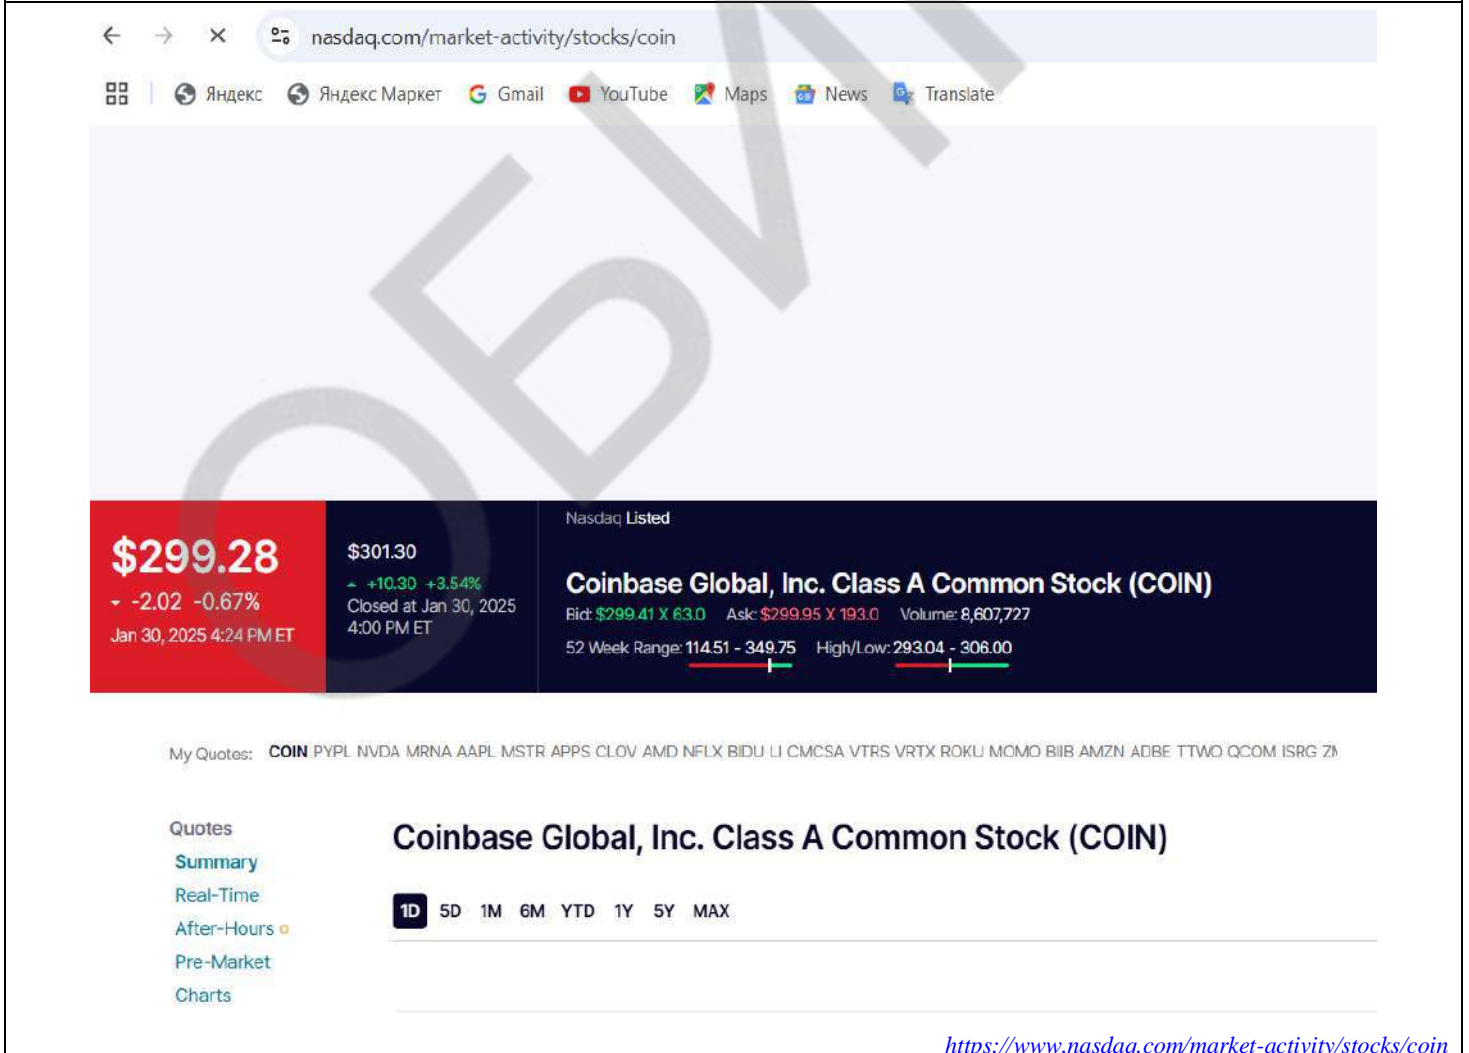 nasdaq.com/market-activity/stocks/coin
Яндекс Яндекс Маркет Gmail YouTube Maps News Translate
$299.28
-2.02 -0.67%
Jan 30, 2025 4:24 PM ET
$301.30
+10.30 +3.54%
Closed at Jan 30, 2025
4:00 PM ET
Nasdaq Listed
Coinbase Global, Inc. Class A Common Stock (COIN)
Bid: $299.41 X 63.0 Ask: $299.95 X 193.0 Volume: 8,607,727
52 Week Range: 114.51 - 349.75 High/Low: 293.04 - 306.00
My Quotes: COIN PYPL NVDA MRNA AAPL MSTR APPS CLOV AMD NFLX BIDU LI CMCSA VTRS VRTX ROKU MOMO BIIB AMZN ADBE TTWO QCOM ISRG
Quotes
Summary
Real-Time
After-Hours
Pre-Market
Charts
Coinbase Global, Inc. Class A Common Stock (COIN)
1D 5D 1M 6M YTD 1Y 5Y MAX
https://www.nasdaq.com/market-activity/stocks/coin